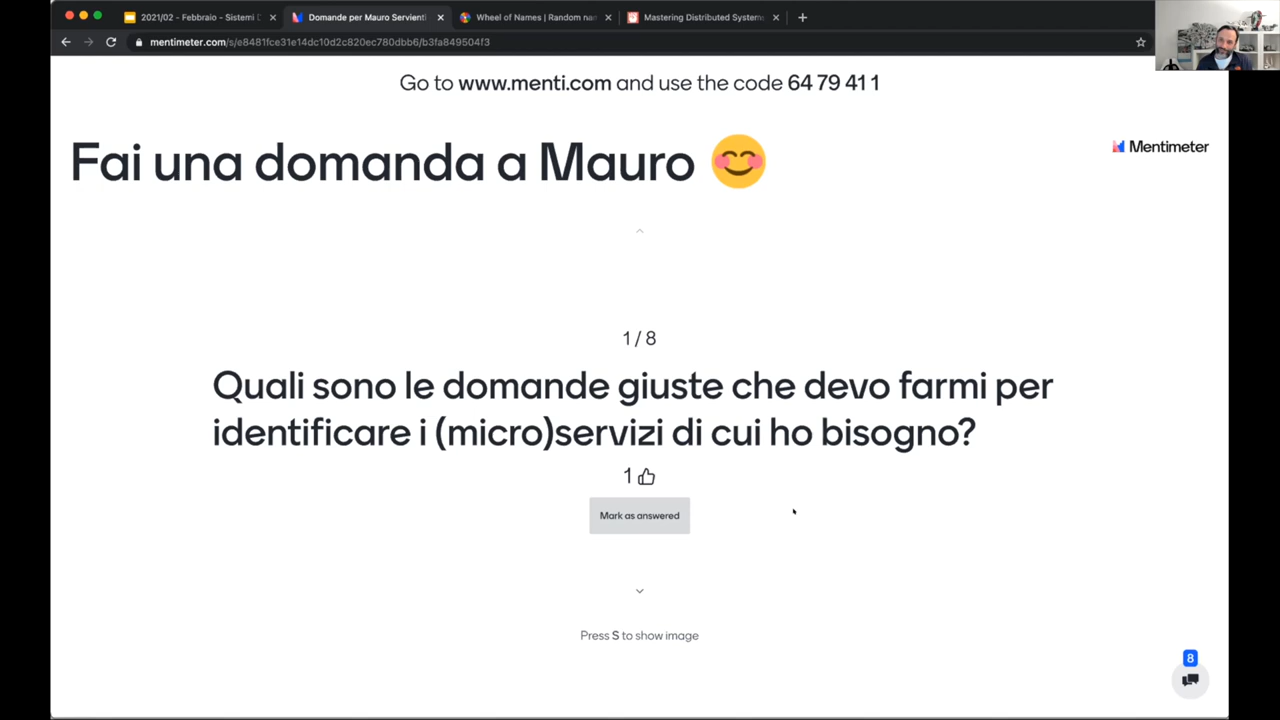 2021/02 - Febbraio - Sistemi D
Domande per Mauro Servienti
Wheel of Names | Random na
Mastering Distributed Systems
mentimeter.com/s/e8481fce31e14dc10d2c820ec780dbb6/b3fa849504f3
Go to www.menti.com and use the code 64 79 41 1
Fai una domanda a Mauro 😊
Mentimeter
1 / 8
Quali sono le domande giuste che devo farmi per
identificare i (micro)servizi di cui ho bisogno?
1
Mark as answered
Press S to show image
8